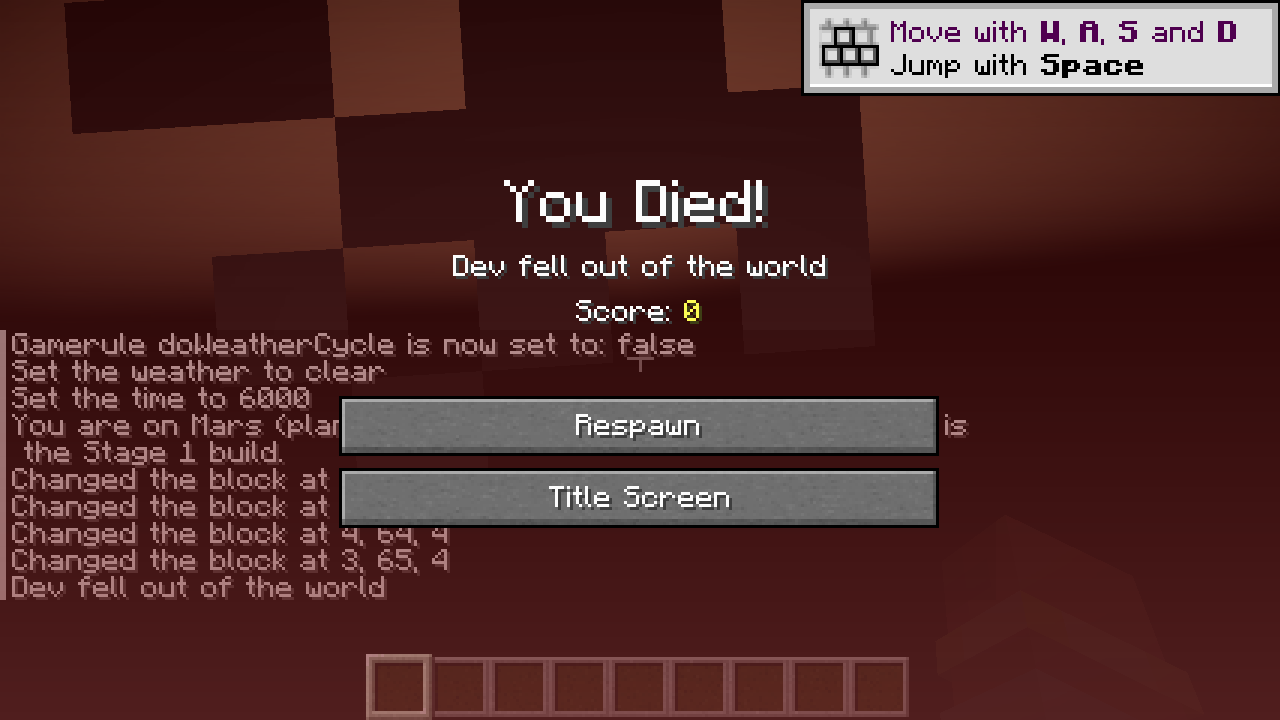 Move with W, A, S and D
Jump with Space
You Died!
Dev fell out of the world
Score: 0
Gamerule doWeatherCycle is now set to: false
Set the weather to clear
Set the time to 6000
Respawn
You are on Mars is
the Stage 1 build.
Changed the block at
Title Screen
Changed the block at
Changed the block at 4, 64, 4
Changed the block at 3, 65, 4
Dev fell out of the world